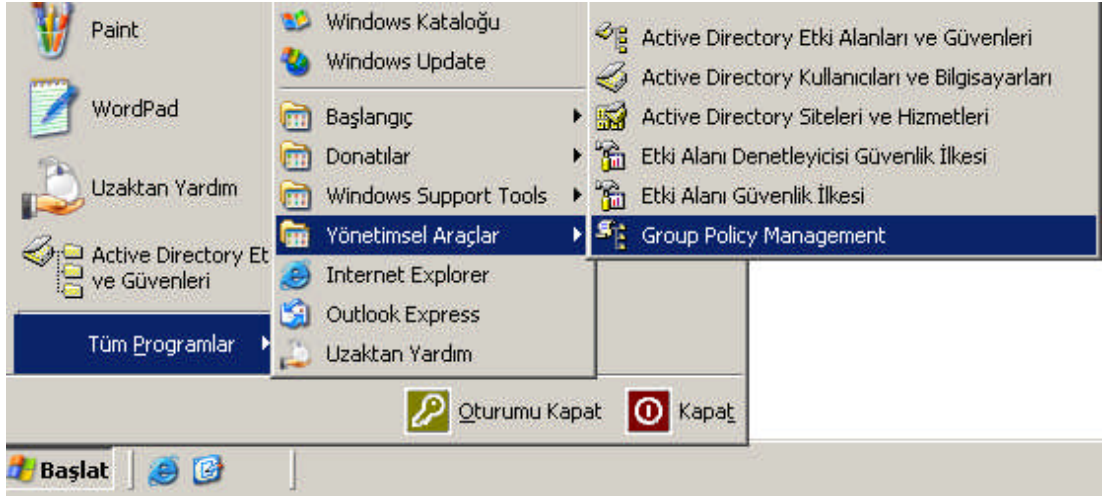 Paint
WordPad
Uzaktan Yardım
Active Directory Et
ve Güvenleri
Tüm Programlar
Windows Kataloğu
Windows Update
Başlangıç
Donatılar
Windows Support Tools
Yönetimsel Araçlar
Internet Explorer
Outlook Express
Uzaktan Yardım
Active Directory Etki Alanları ve Güvenleri
Active Directory Kullanıcıları ve Bilgisayarları
Active Directory Siteleri ve Hizmetleri
Etki Alanı Denetleyicisi Güvenlik İlkesi
Etki Alanı Güvenlik İlkesi
Group Policy Management
Oturumu Kapat
Kapat
Başlat